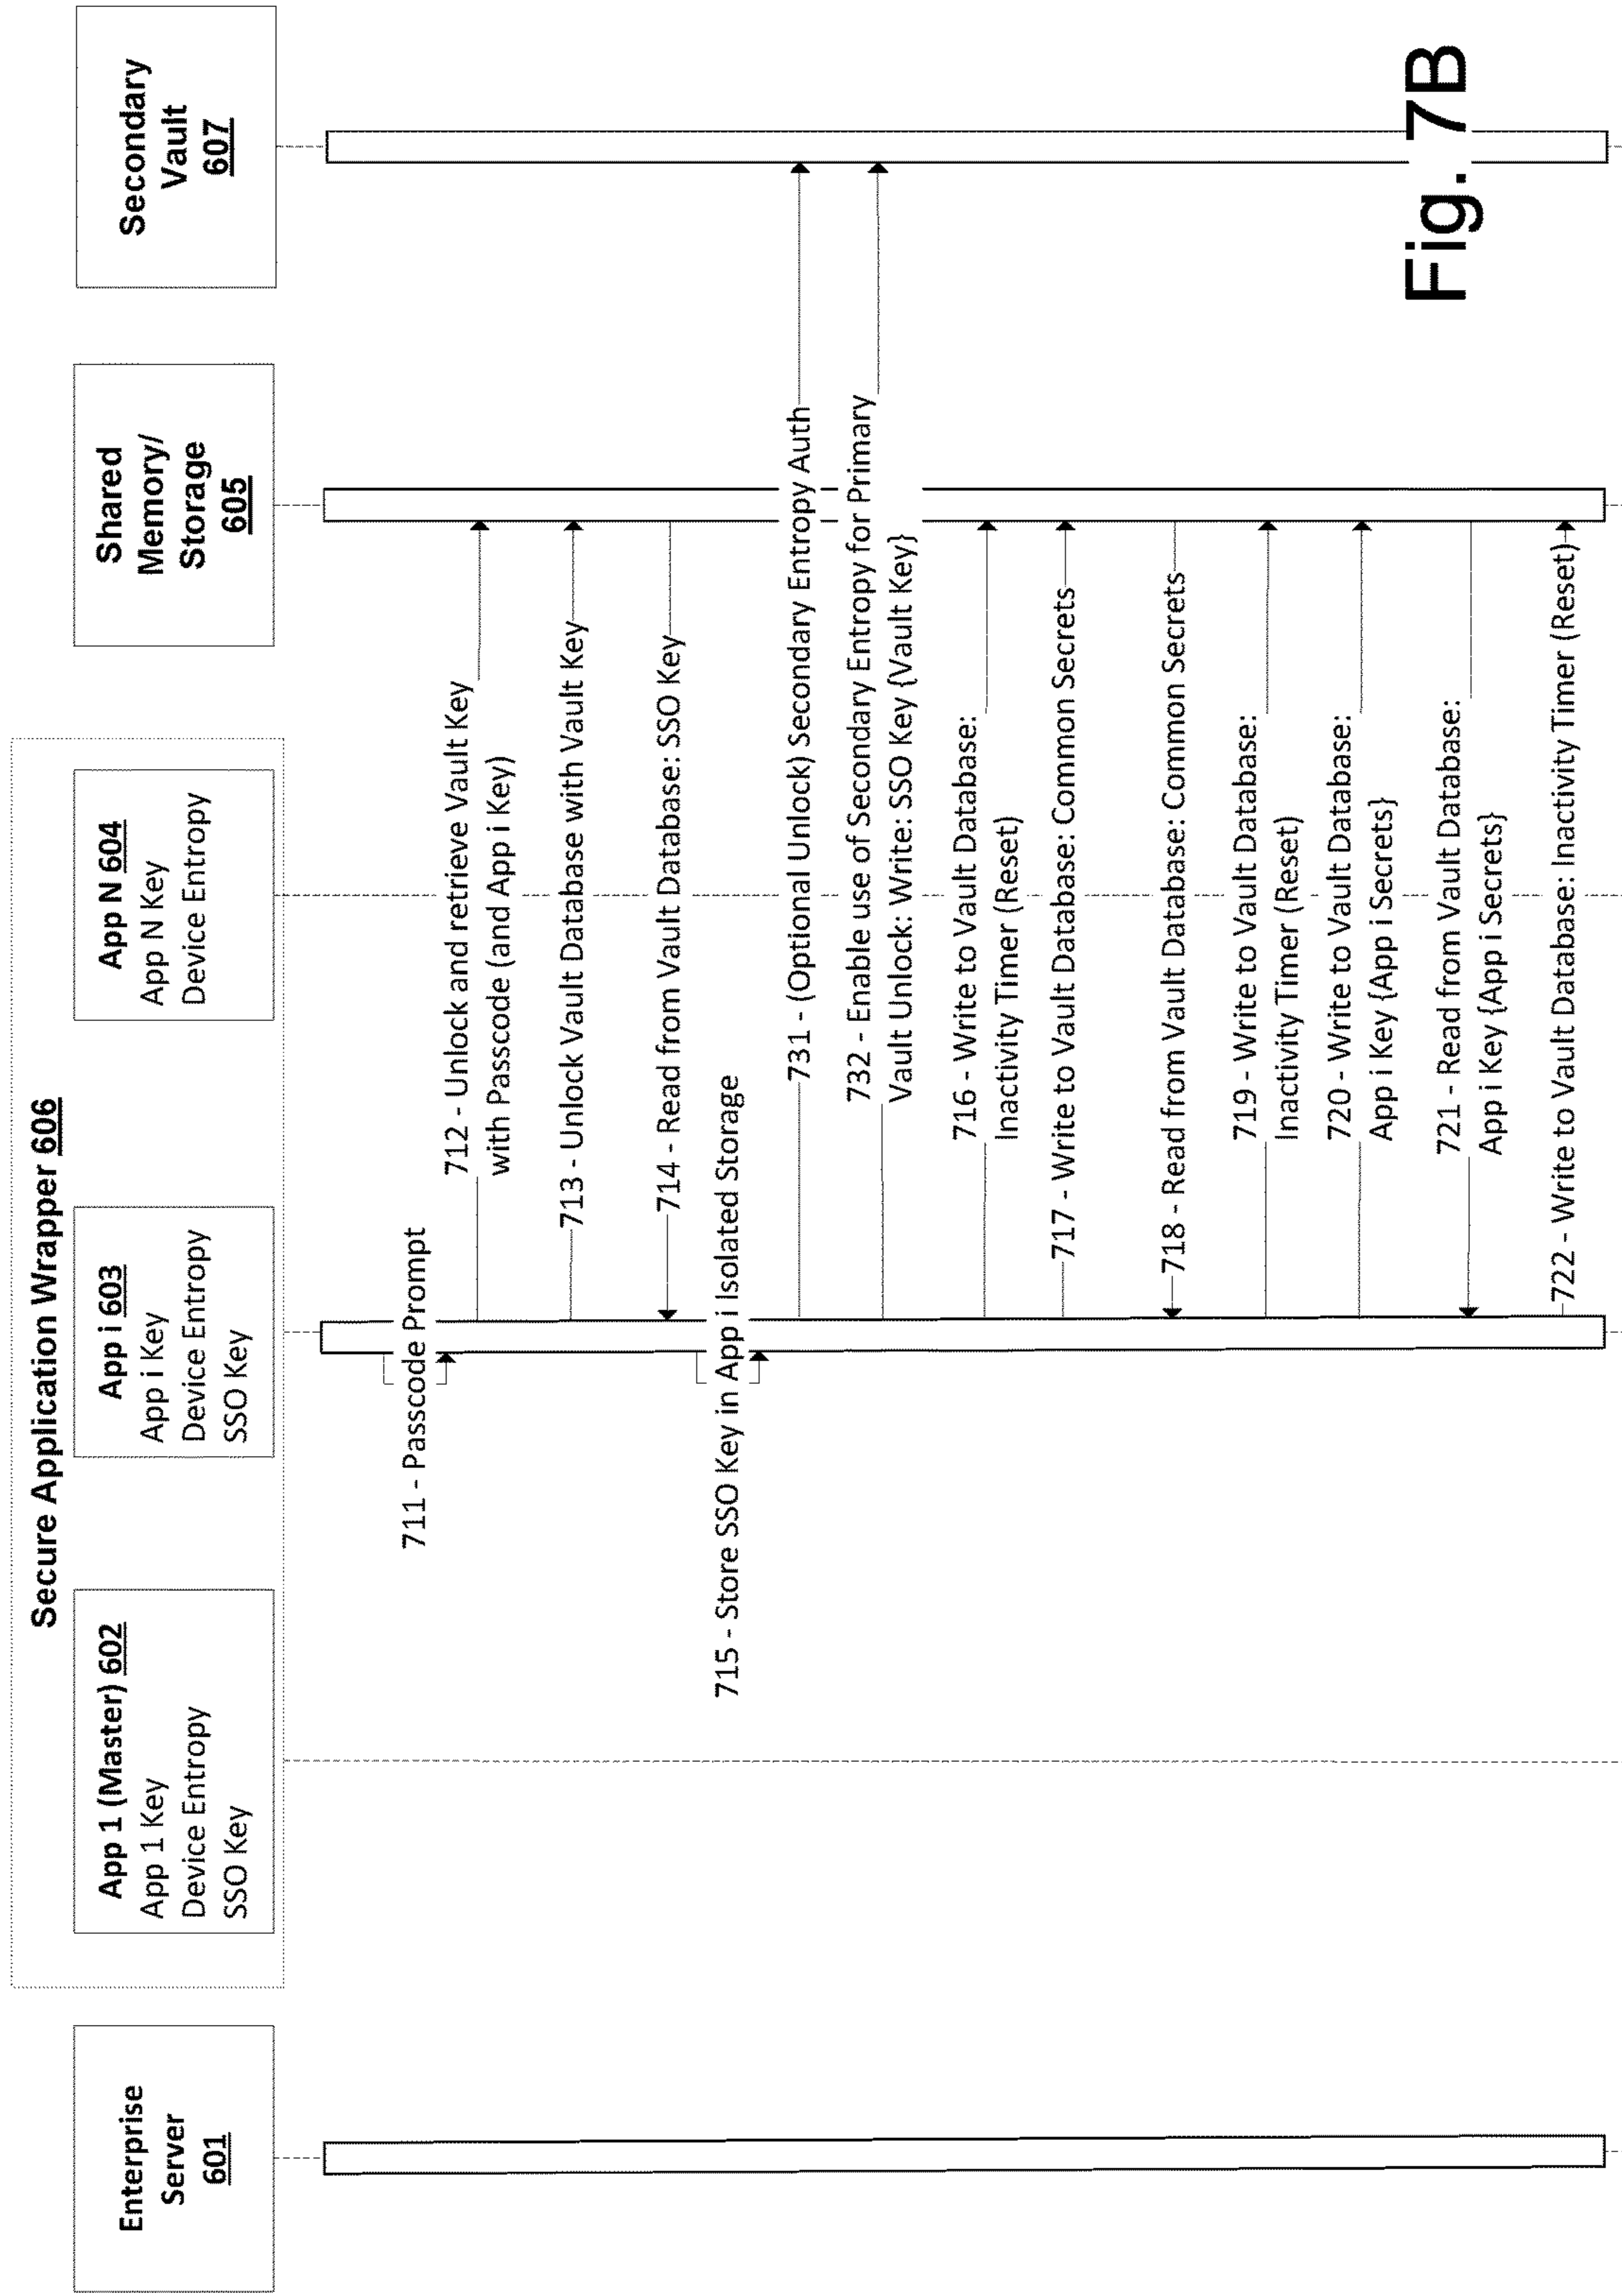 Secure Application Wrapper 606
Enterprise
Server
601
App 1 (Master) 602
App 1 Key
Device Entropy
SSO Key
App i 603
App i Key
Device Entropy
SSO Key
App N 604
App N Key
Device Entropy
Shared
Memory/
Storage
605
Secondary
Vault
607
711 - Passcode Prompt
712 - Unlock and retrieve Vault Key
with Passcode (and App i Key)
713 - Unlock Vault Database with Vault Key
714 - Read from Vault Database: SSO Key
715 - Store SSO Key in App i Isolated Storage
731 - (Optional Unlock) Secondary Entropy Auth
732 - Enable use of Secondary Entropy for Primary
Vault Unlock: Write: SSO Key {Vault Key}
716 - Write to Vault Database:
Inactivity Timer (Reset)
717 - Write to Vault Database: Common Secrets
718 - Read from Vault Database: Common Secrets
719 - Write to Vault Database:
Inactivity Timer (Reset)
720 - Write to Vault Database:
App i Key {App i Secrets}
721 - Read from Vault Database:
App i Key {App i Secrets}
722 - Write to Vault Database: Inactivity Timer (Reset)
Fig. 7B